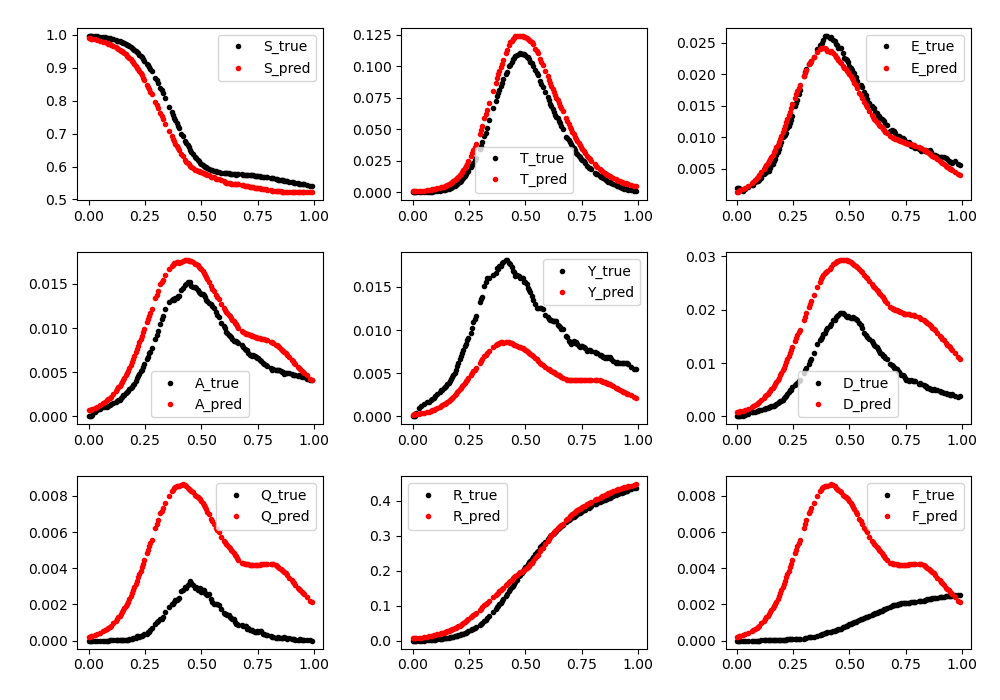 1.0
0.9
0.8
0.7
0.6
0.5
0.00 0.25 0.50 0.75 1.00
S_true
S_pred
0.125
0.100
0.075
0.050
0.025
0.000
0.00 0.25 0.50 0.75 1.00
T_true
T_pred
0.025
0.020
0.015
0.010
0.005
0.00 0.25 0.50 0.75 1.00
E_true
E_pred
0.015
0.010
0.005
0.000
0.00 0.25 0.50 0.75 1.00
A_true
A_pred
0.015
0.010
0.005
0.000
0.00 0.25 0.50 0.75 1.00
Y_true
Y_pred
0.03
0.02
0.01
0.00
0.00 0.25 0.50 0.75 1.00
D_true
D_pred
0.008
0.006
0.004
0.002
0.000
0.00 0.25 0.50 0.75 1.00
Q_true
Q_pred
0.4
0.3
0.2
0.1
0.0
0.00 0.25 0.50 0.75 1.00
R_true
R_pred
0.008
0.006
0.004
0.002
0.000
0.00 0.25 0.50 0.75 1.00
F_true
F_pred